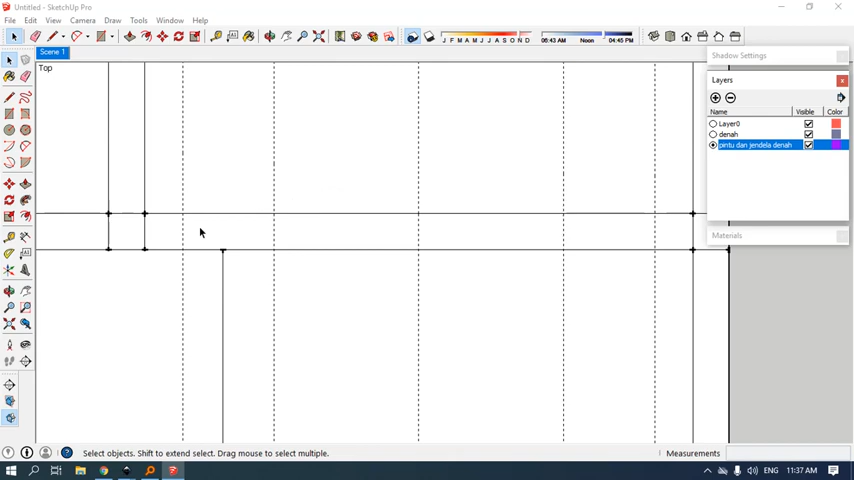 Untitled - SketchUp Pro
File Edit View Camera Draw Tools Window Help
J F M A M J J A S O N D 06:43 AM Noon 04:45 PM
Scene 1
Top
Shadow Settings
Layers
Name Visible Color
Layer0
denah
pintu dan jendela denah
Materials
Select objects. Shift to extend select. Drag mouse to select multiple.
Measurements
ENG 11:37 AM